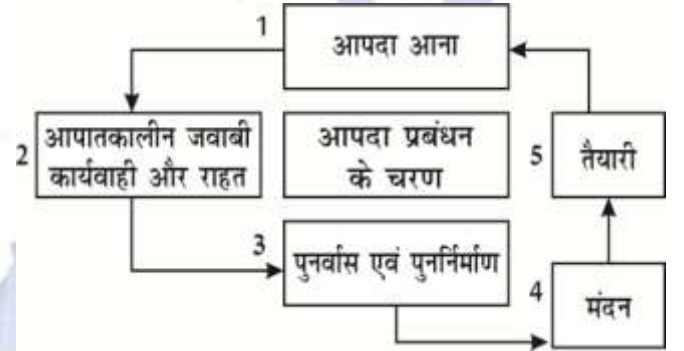 1
आपदा आना
2
आपातकालीन जवाबी
कार्यवाही और राहत
आपदा प्रबंधन
के चरण
5
तैयारी
3
पुनर्वास एवं पुनर्निर्माण
4
मंदन